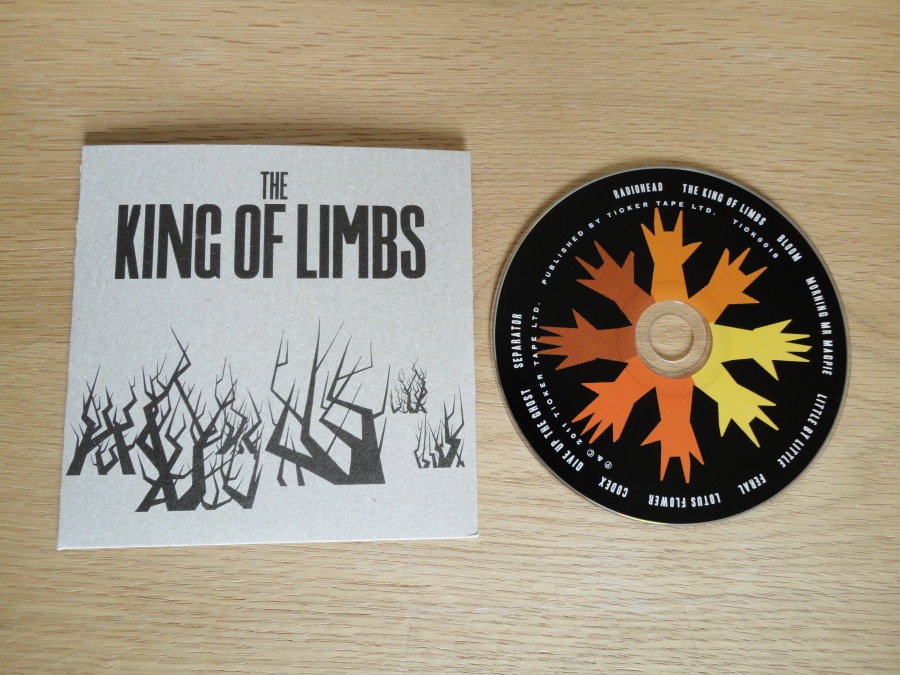 THE
KING OF LIMBS
RADIOHEAD THE KING OF LIMBS BLOOM MORNING MR MAGPIE LITTLE BY LITTLE FERAL LOTUS FLOWER CODEX GIVE UP THE GHOST SEPARATOR
℗ & © 2011 TICKER TAPE LTD. PUBLISHED BY TICKER TAPE LTD. TICK001S